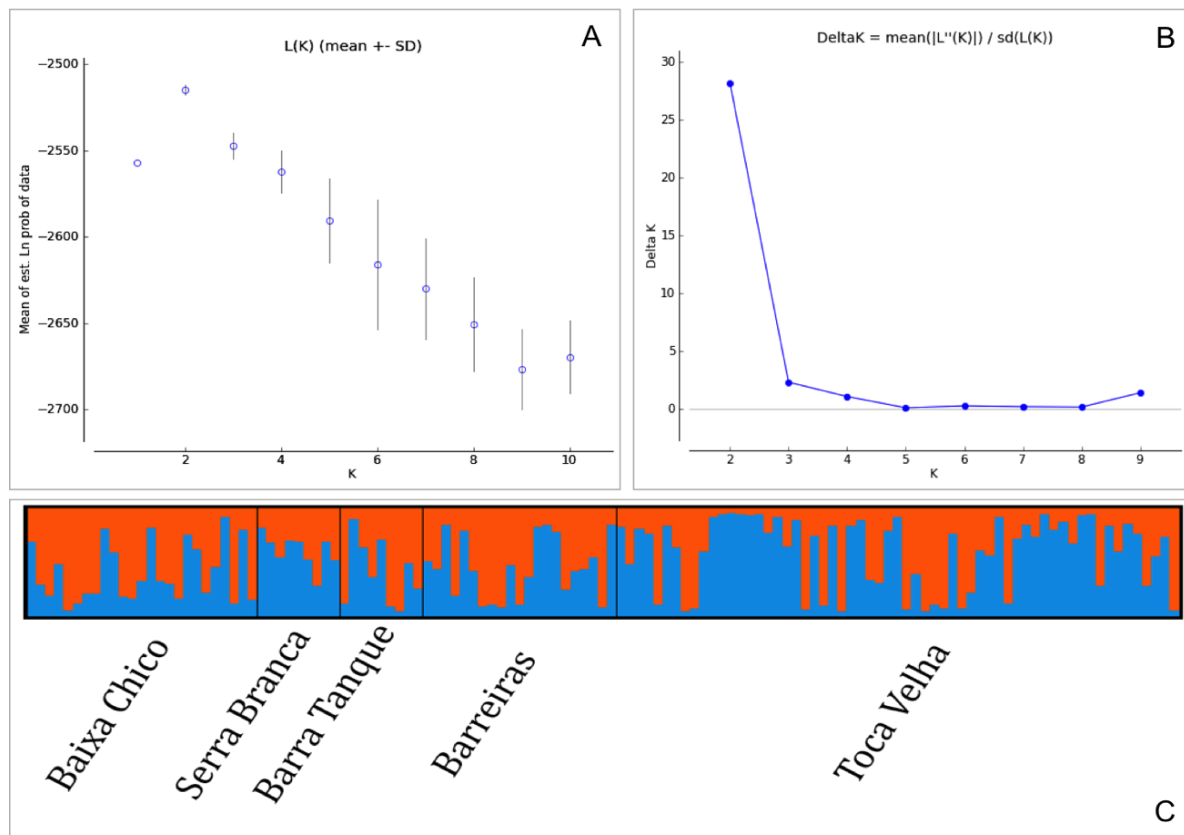 L(K) (mean +- SD)
A
Mean of est. Ln prob of data
−2500
−2550
−2600
−2650
−2700
2
4
6
8
10
K
DeltaK = mean(|L''(K)|) / sd(L(K))
B
Delta K
30
25
20
15
10
5
0
2
3
4
5
6
7
8
9
K
Baixa Chico
Serra Branca
Barra Tanque
Barreiras
Toca Velha
C